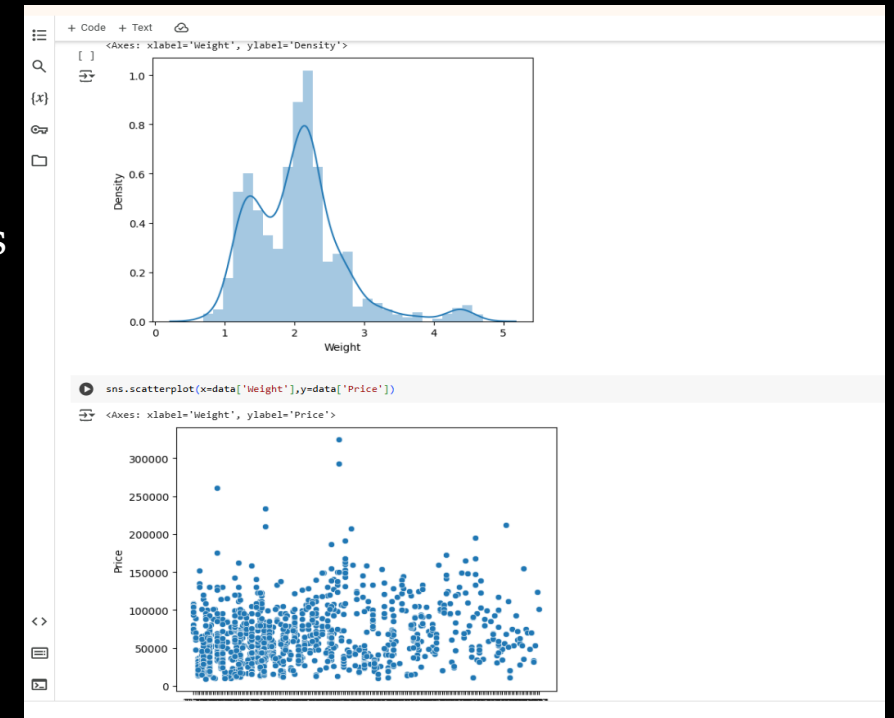 + Code + Text
<Axes: xlabel='Weight', ylabel='Density'>
[ ]
{x}
s
1.0
0.8
0.6
0.4
0.2
0.0
Density
0 1 2 3 4 5
Weight
sns.scatterplot(x=data['Weight'],y=data['Price'])
<Axes: xlabel='Weight', ylabel='Price'>
300000
250000
200000
150000
100000
50000
0
Price
<>